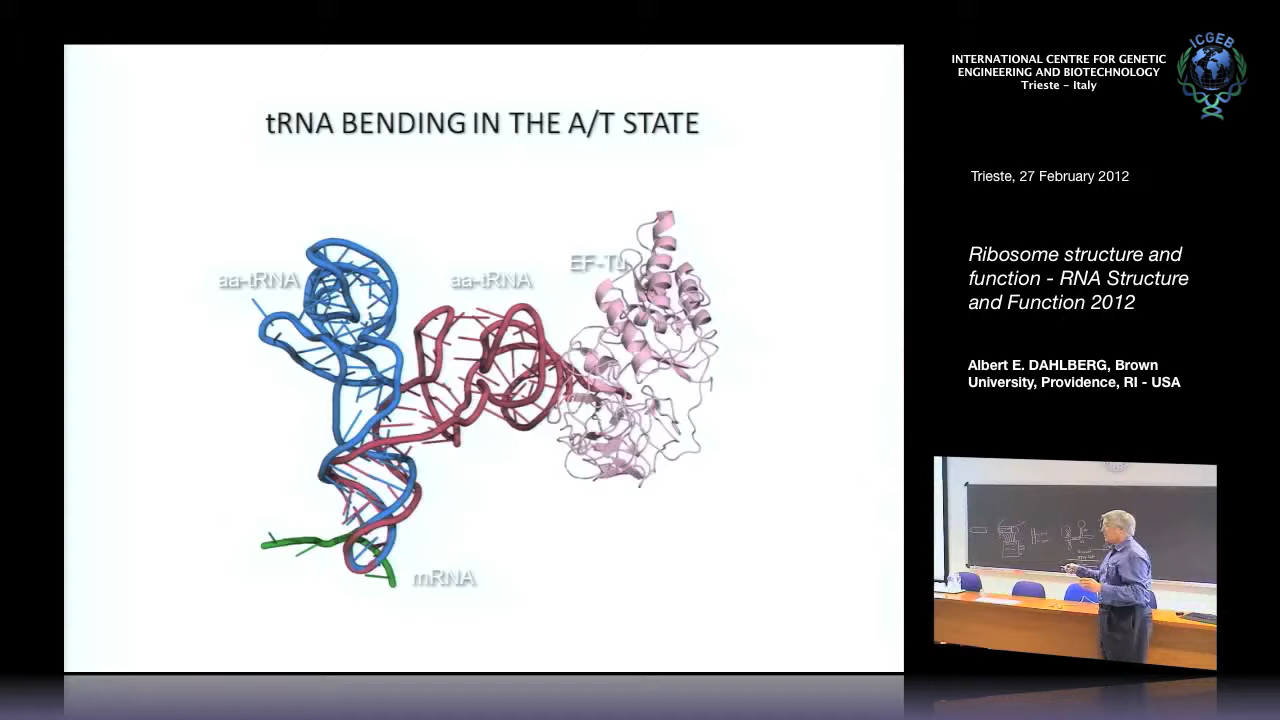 tRNA BENDING IN THE A/T STATE
aa-tRNA
aa-tRNA
EF-Tu
mRNA
ICGEB
INTERNATIONAL CENTRE FOR GENETIC
ENGINEERING AND BIOTECHNOLOGY
Trieste – Italy
Trieste, 27 February 2012
Ribosome structure and
function - RNA Structure
and Function 2012
Albert E. DAHLBERG, Brown
University, Providence, RI - USA